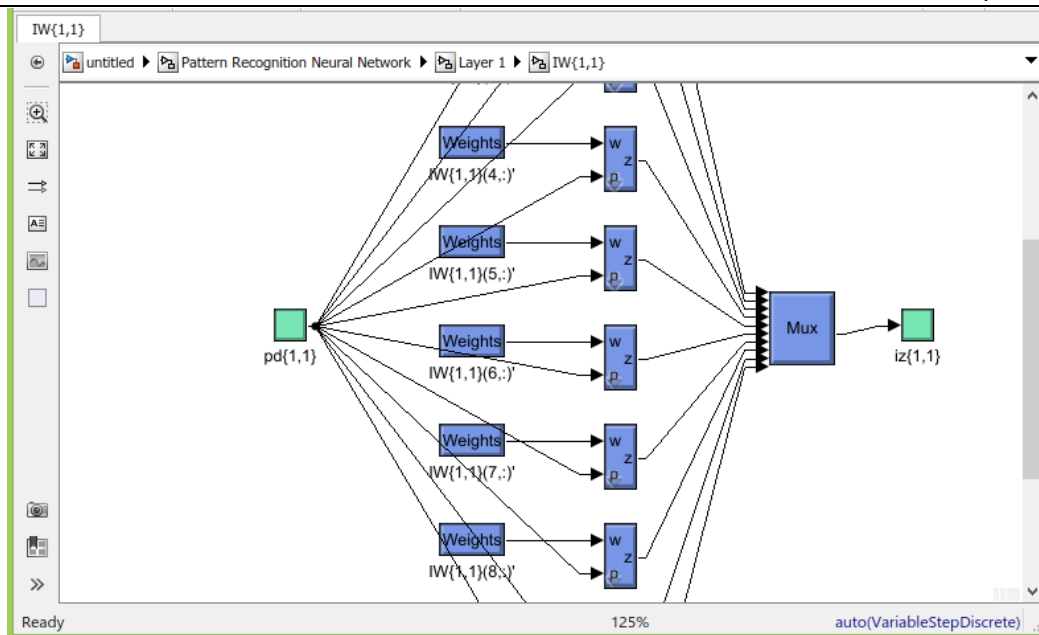 IW{1,1}
untitled Pattern Recognition Neural Network Layer 1 IW{1,1}
Weights
IW{1,1}(4,:)'
w
z
p
Weights
IW{1,1}(5,:)'
w
z
p
pd{1,1}
Weights
IW{1,1}(6,:)'
w
z
p
Mux
iz{1,1}
Weights
IW{1,1}(7,:)'
w
z
p
Weights
IW{1,1}(8,:)'
w
z
p
Ready 125% auto(VariableStepDiscrete)